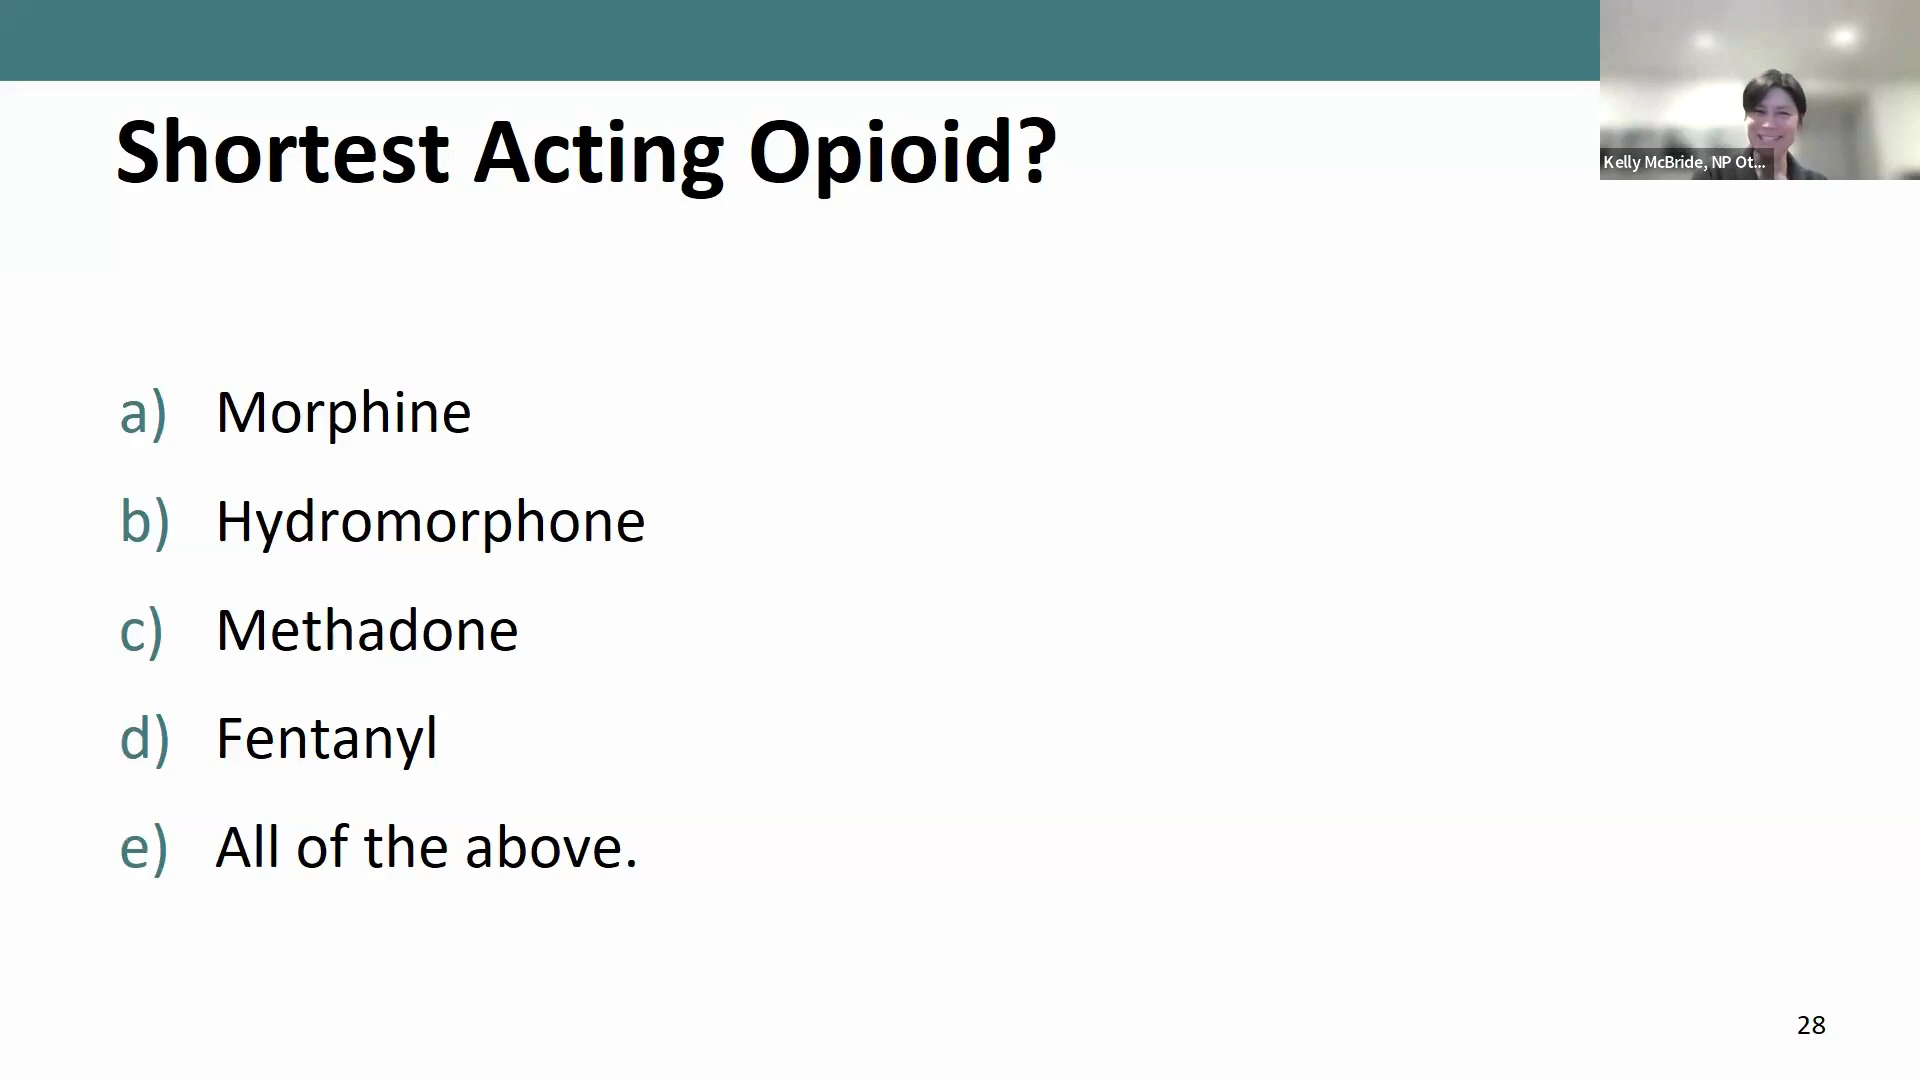 Shortest Acting Opioid?
Kelly McBride, NP Ot...
a) Morphine
b) Hydromorphone
c) Methadone
d) Fentanyl
e) All of the above.
28